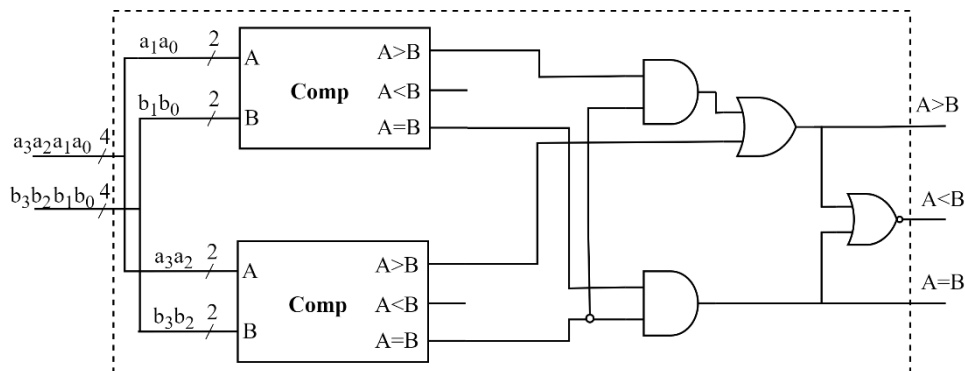 a₁a₀ 2
A
A>B
Comp
A<B
b₁b₀ 2
B
A=B
a₃a₂a₁a₀ 4
b₃b₂b₁b₀ 4
a₃a₂ 2
A
A>B
Comp
A<B
b₃b₂ 2
B
A=B
A>B
A<B
A=B